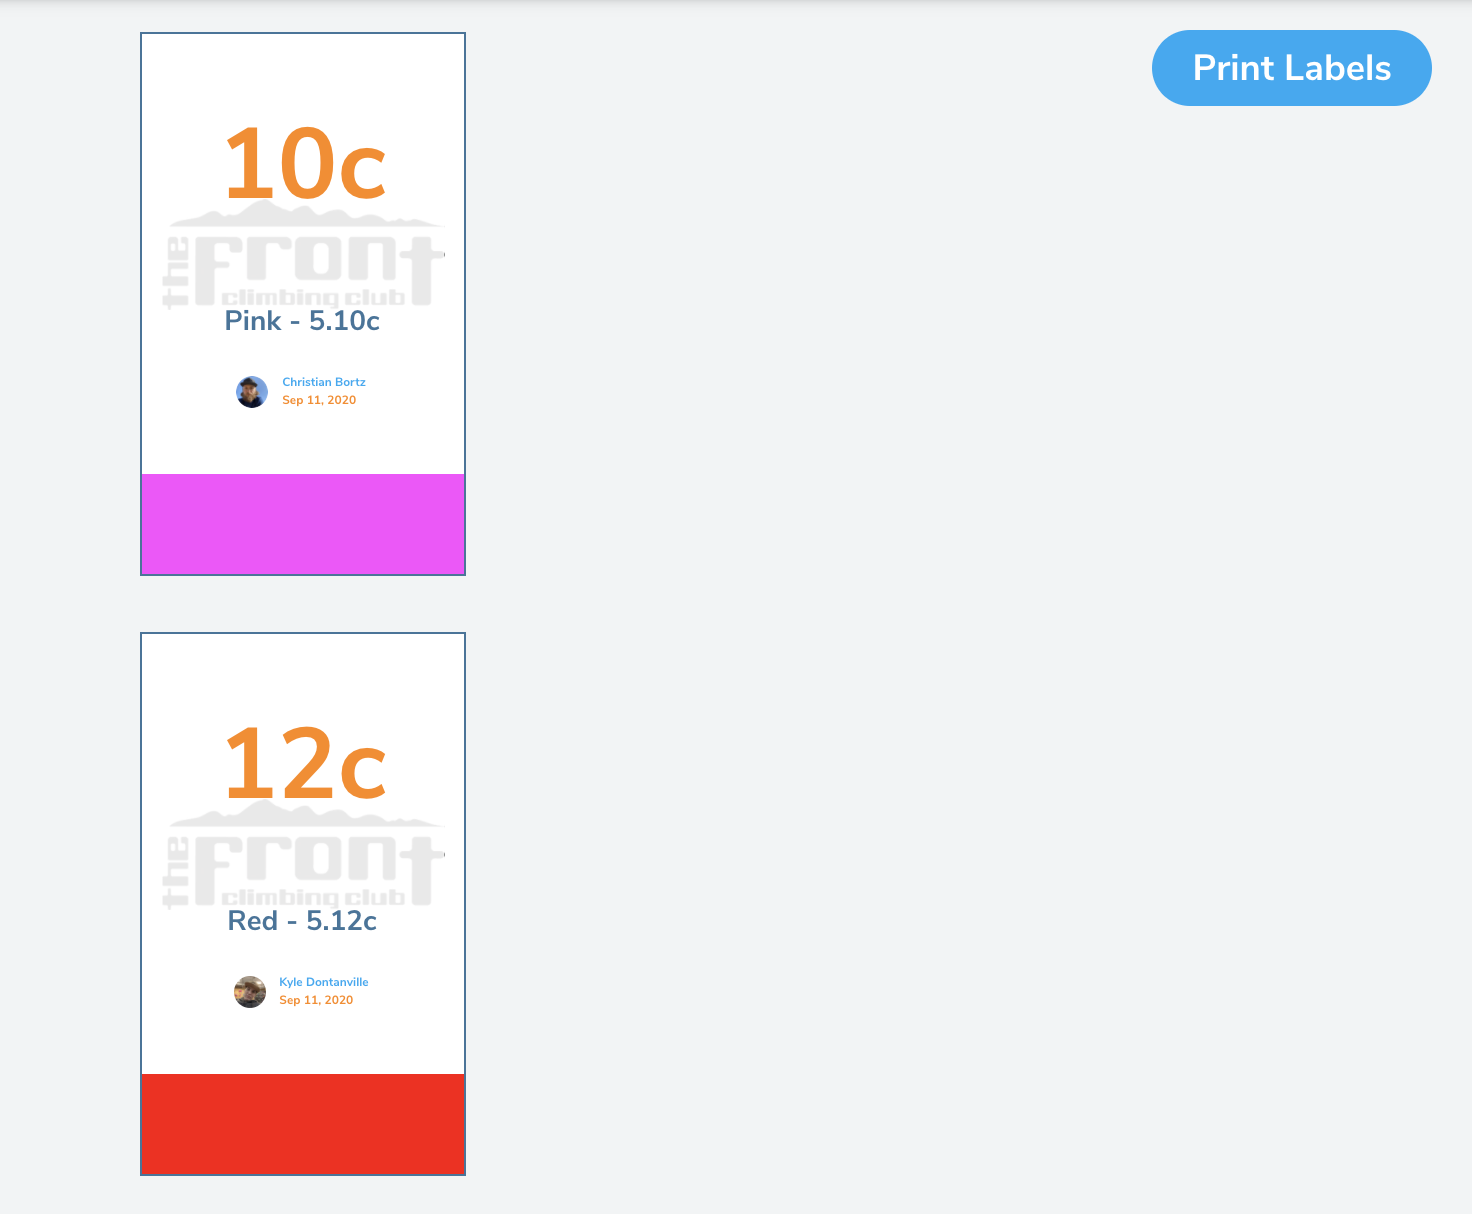 Print Labels
10c
the Front
climbing club
Pink - 5.10c
Christian Bortz
Sep 11, 2020
12c
the Front
climbing club
Red - 5.12c
Kyle Dontanville
Sep 11, 2020